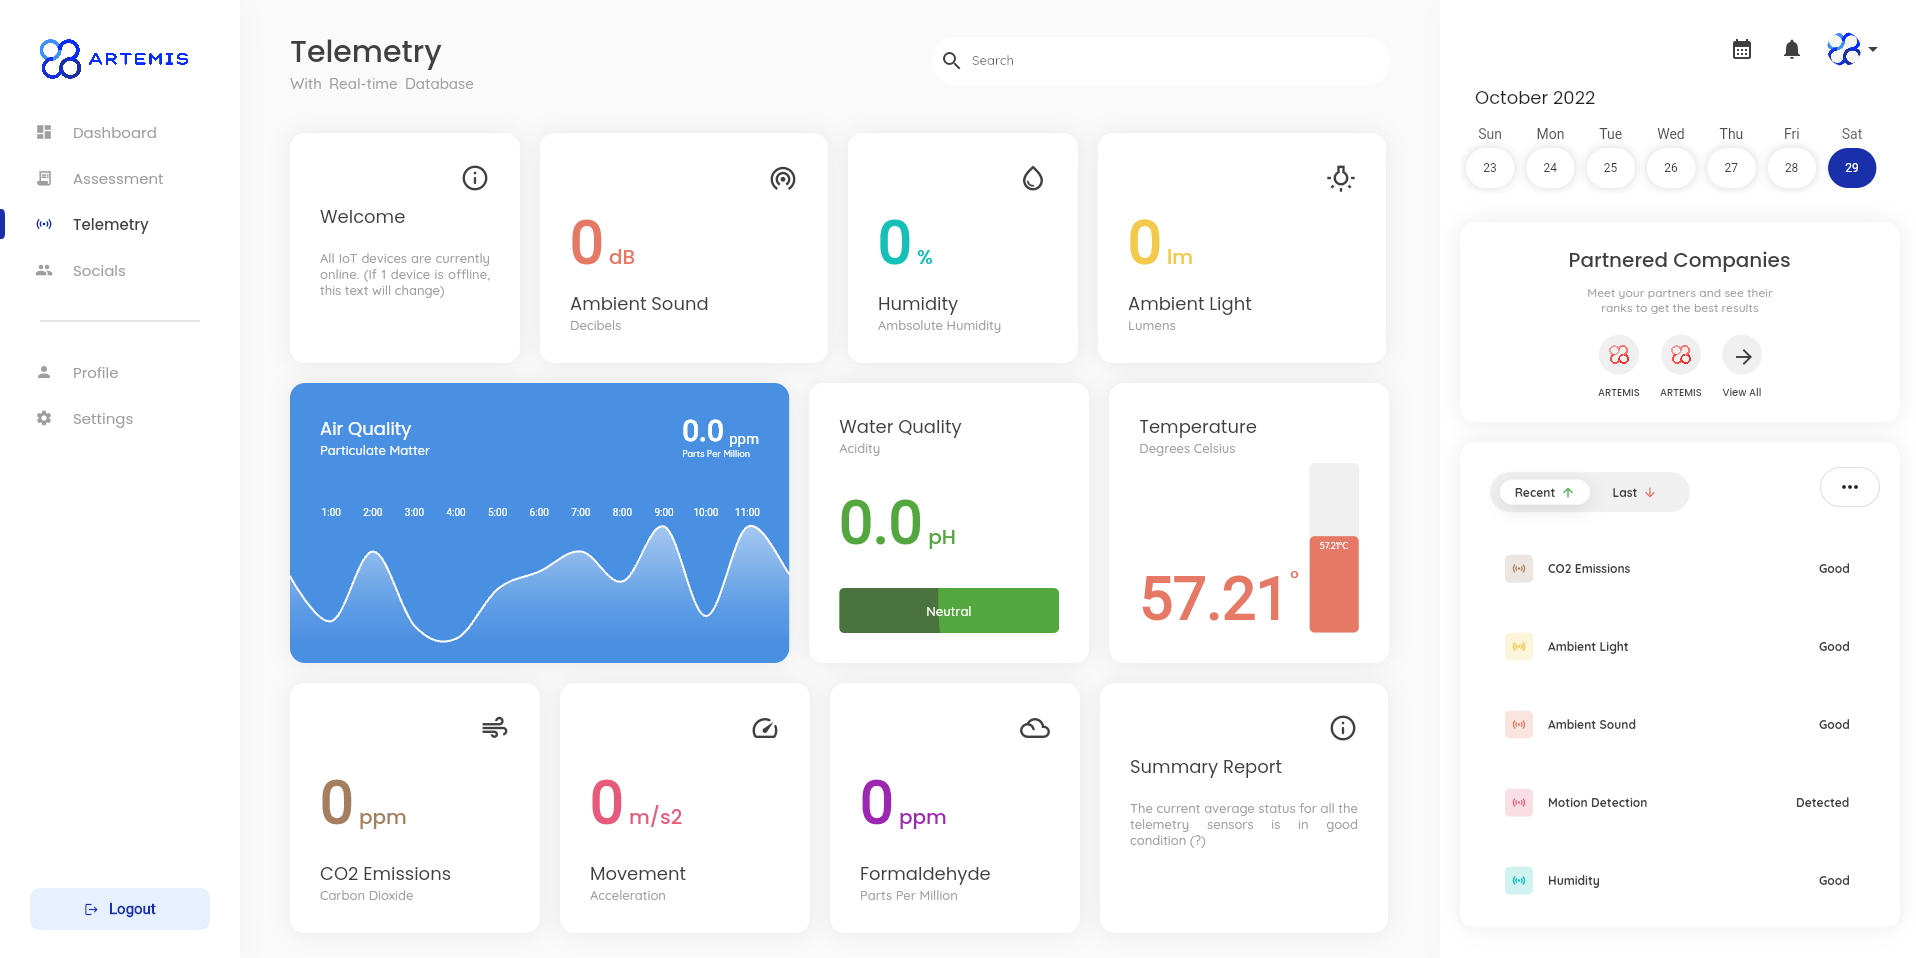 ARTEMIS
Dashboard
Assessment
Telemetry
Socials
Profile
Settings
Logout
Telemetry
With Real-time Database
Search
Welcome
All IoT devices are currently
online. (If 1 device is offline,
this text will change)
0 dB
Ambient Sound
Decibels
0 %
Humidity
Ambsolute Humidity
0 lm
Ambient Light
Lumens
Air Quality
Particulate Matter
0.0 ppm
Parts Per Million
1:00 2:00 3:00 4:00 5:00 6:00 7:00 8:00 9:00 10:00 11:00
Water Quality
Acidity
0.0 pH
Neutral
Temperature
Degrees Celsius
57.21°C
57.21°
0 ppm
CO2 Emissions
Carbon Dioxide
0 m/s2
Movement
Acceleration
0 ppm
Formaldehyde
Parts Per Million
Summary Report
The current average status for all the
telemetry sensors is in good
condition (?)
October 2022
Sun Mon Tue Wed Thu Fri Sat
23 24 25 26 27 28 29
Partnered Companies
Meet your partners and see their
ranks to get the best results
ARTEMIS ARTEMIS View All
Recent Last
CO2 Emissions Good
Ambient Light Good
Ambient Sound Good
Motion Detection Detected
Humidity Good